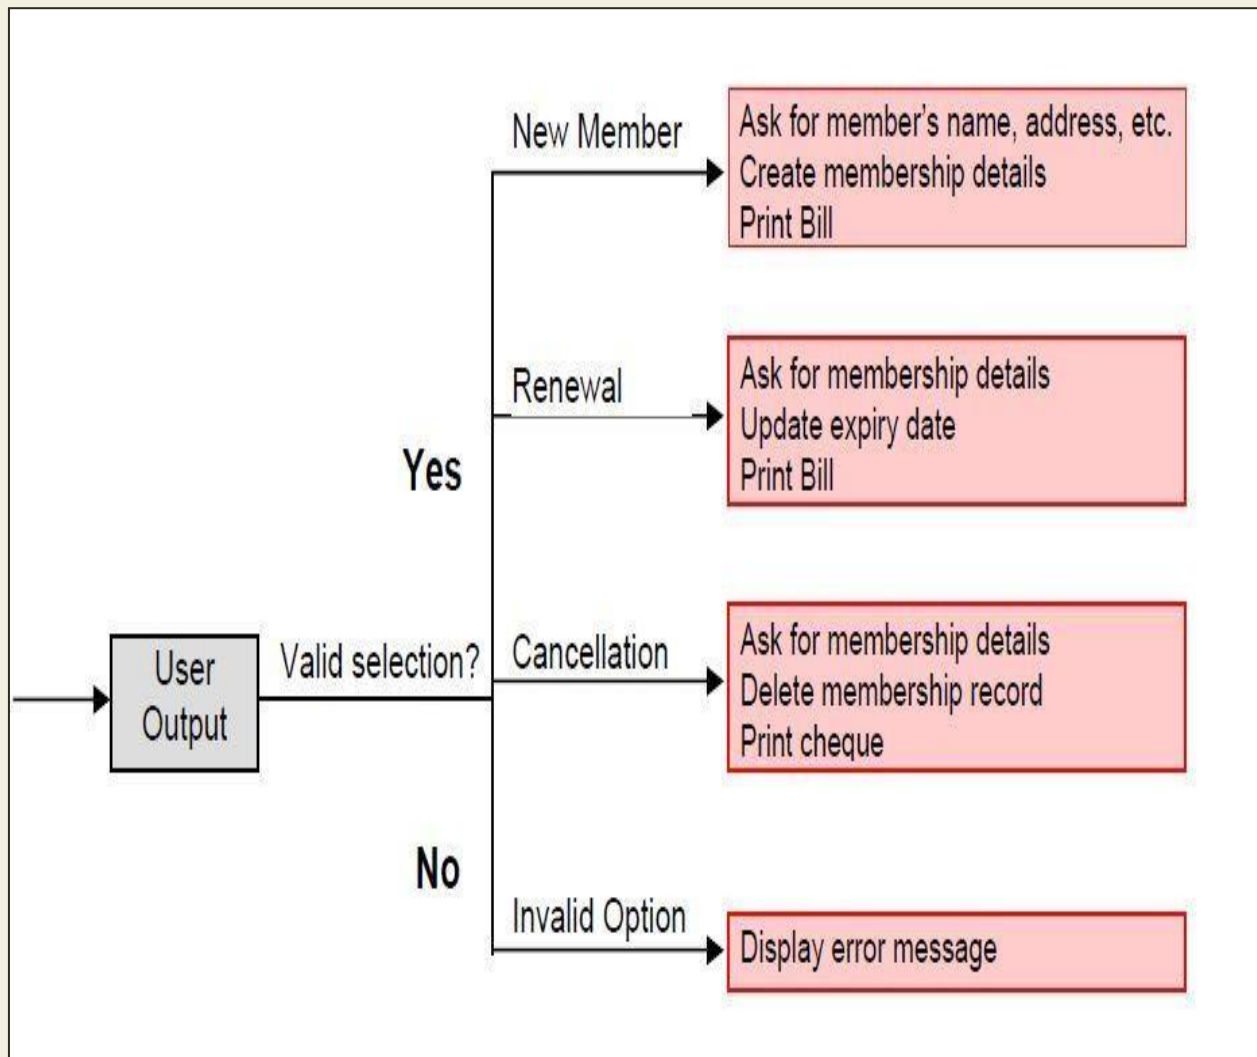 New Member
Ask for member's name, address, etc.
Create membership details
Print Bill
Renewal
Ask for membership details
Update expiry date
Print Bill
Yes
User
Output
Valid selection?
Cancellation
Ask for membership details
Delete membership record
Print cheque
No
Invalid Option
Display error message